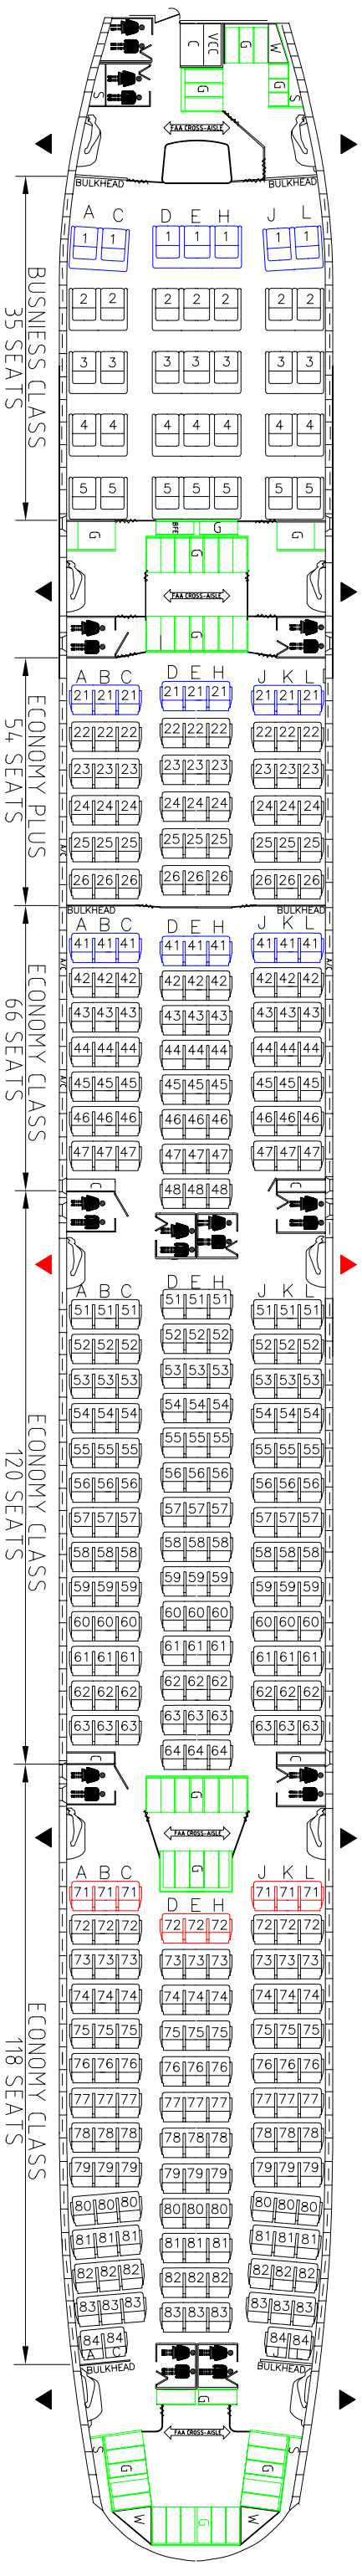 C VCC G W
G G
S S
FAA CROSS-AISLE
BULKHEAD BULKHEAD
A C D E H J L
1 1 1 1 1 1 1
2 2 2 2 2 2 2
3 3 3 3 3 3 3
4 4 4 4 4 4 4
5 5 5 5 5 5 5
BUSNIESS CLASS
35 SEATS
G BFE G G
G
FAA CROSS-AISLE
G
A B C D E H J K L
21 21 21 21 21 21 21 21 21
22 22 22 22 22 22 22 22 22
23 23 23 23 23 23 23 23 23
24 24 24 24 24 24 24 24 24
25 25 25 25 25 25 25 25 25
26 26 26 26 26 26 26 26 26
A/C
ECONOMY PLUS
54 SEATS
BULKHEAD BULKHEAD
A B C D E H J K L
41 41 41 41 41 41 41 41 41
A/C A/C
42 42 42 42 42 42 42 42 42
43 43 43 43 43 43 43 43 43
44 44 44 44 44 44 44 44 44
45 45 45 45 45 45 45 45 45
A/C
46 46 46 46 46 46 46 46 46
47 47 47 47 47 47 47 47 47
48 48 48
ECONOMY CLASS
66 SEATS
C C
A B C D E H J K L
51 51 51 51 51 51 51 51 51
52 52 52 52 52 52 52 52 52
53 53 53 53 53 53 53 53 53
54 54 54 54 54 54 54 54 54
55 55 55 55 55 55 55 55 55
56 56 56 56 56 56 56 56 56
57 57 57 57 57 57 57 57 57
58 58 58 58 58 58 58 58 58
59 59 59 59 59 59 59 59 59
60 60 60 60 60 60 60 60 60
61 61 61 61 61 61 61 61 61
62 62 62 62 62 62 62 62 62
63 63 63 63 63 63 63 63 63
64 64 64
ECONOMY CLASS
120 SEATS
C C
G
FAA CROSS-AISLE
G
A B C J K L
71 71 71 71 71 71
D E H
72 72 72 72 72 72 72 72 72
73 73 73 73 73 73 73 73 73
74 74 74 74 74 74 74 74 74
75 75 75 75 75 75 75 75 75
76 76 76 76 76 76 76 76 76
77 77 77 77 77 77 77 77 77
78 78 78 78 78 78 78 78 78
79 79 79 79 79 79 79 79 79
80 80 80 80 80 80 80 80 80
81 81 81 81 81 81 81 81 81
82 82 82 82 82 82 82 82 82
83 83 83 83 83 83 83 83 83
84 84 84 84
A C J L
ECONOMY CLASS
118 SEATS
BULKHEAD BULKHEAD
G
FAA CROSS-AISLE
S S
G G
W G W